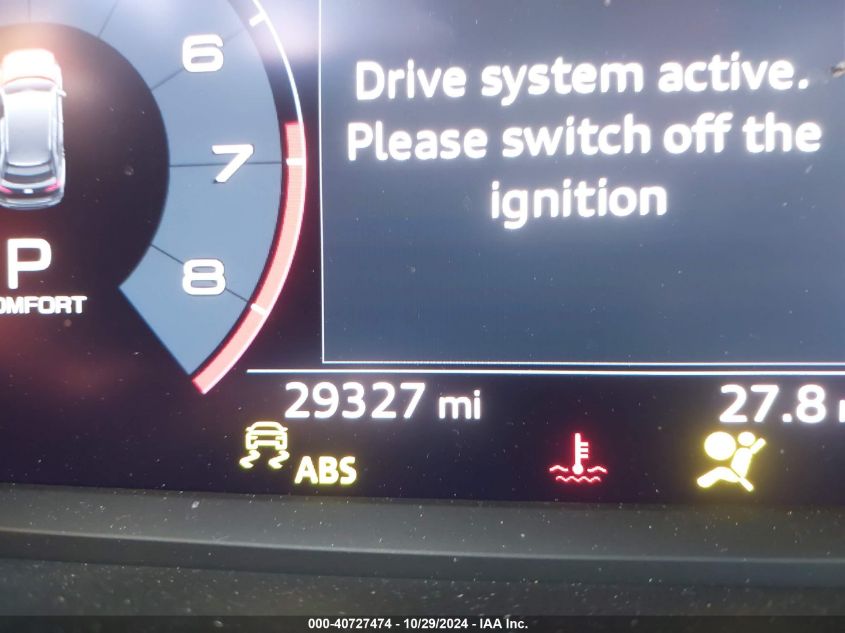 6
7
8
P
OMFORT
Drive system active.
Please switch off the
ignition
29327 mi
27.8
ABS
000-40727474 - 10/29/2024 - IAA Inc.